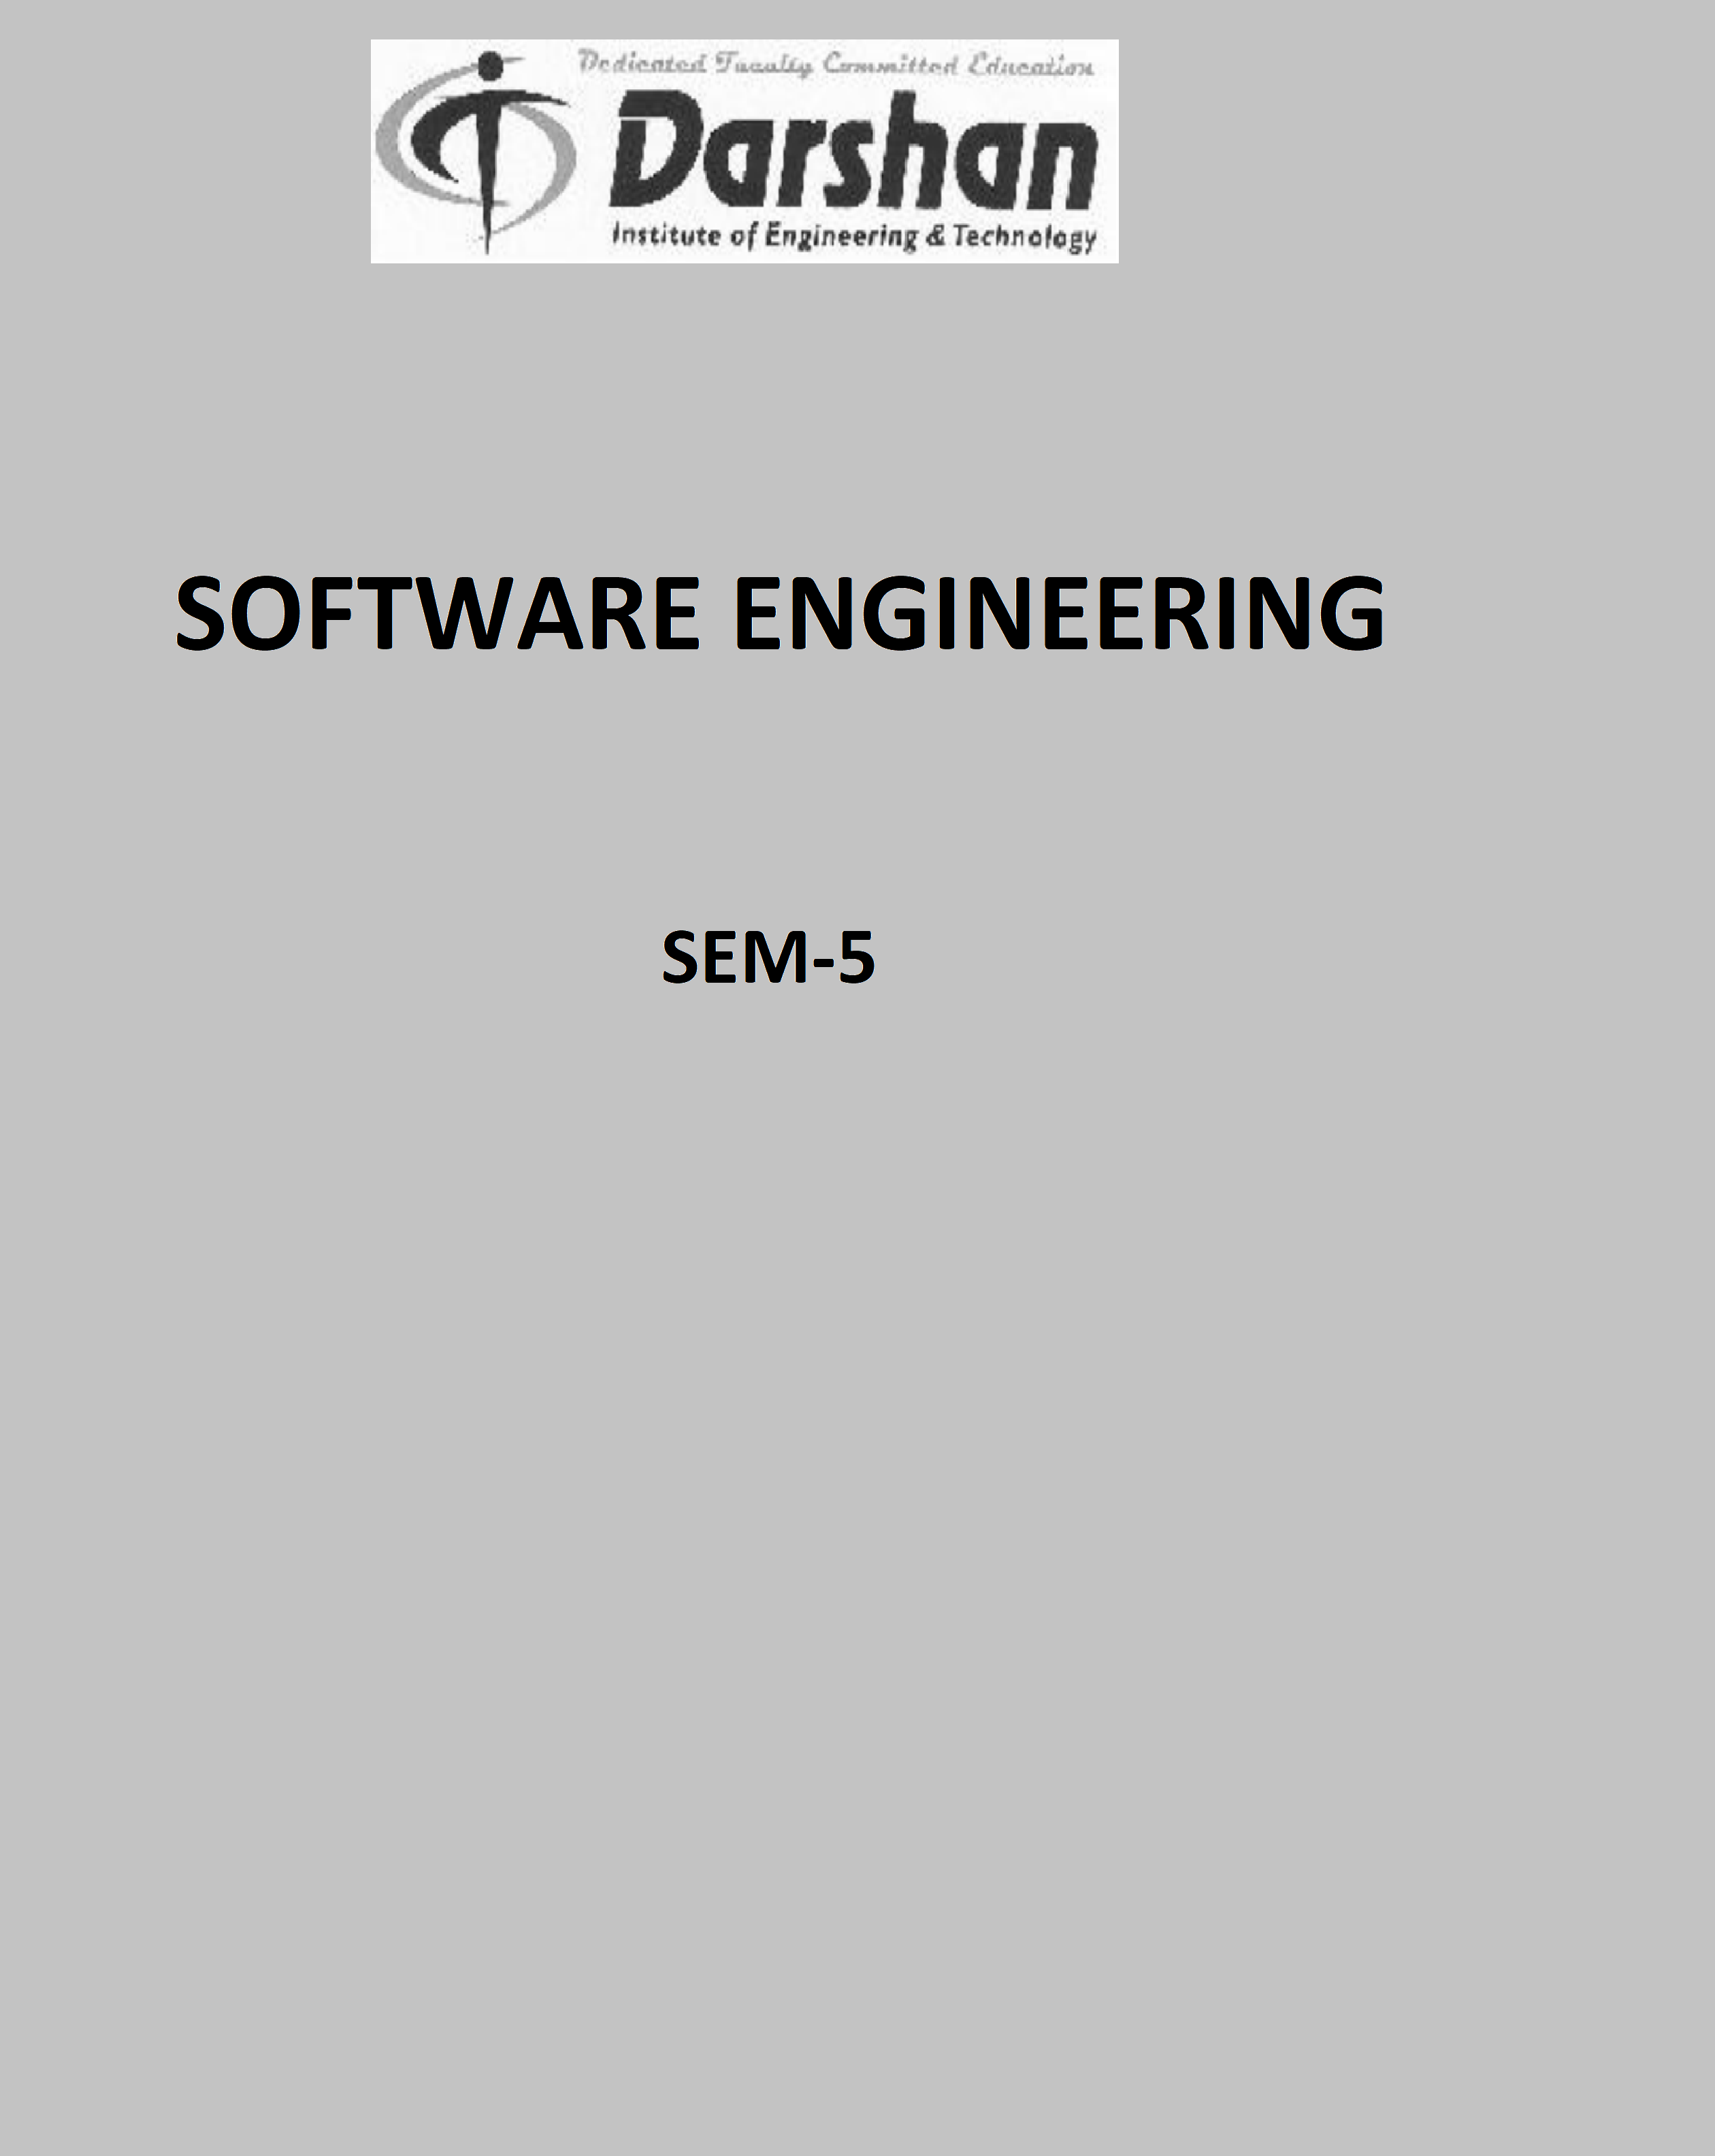 Dedicated Faculty Committed Education
Darshan
Institute of Engineering & Technology
SOFTWARE ENGINEERING
SEM-5